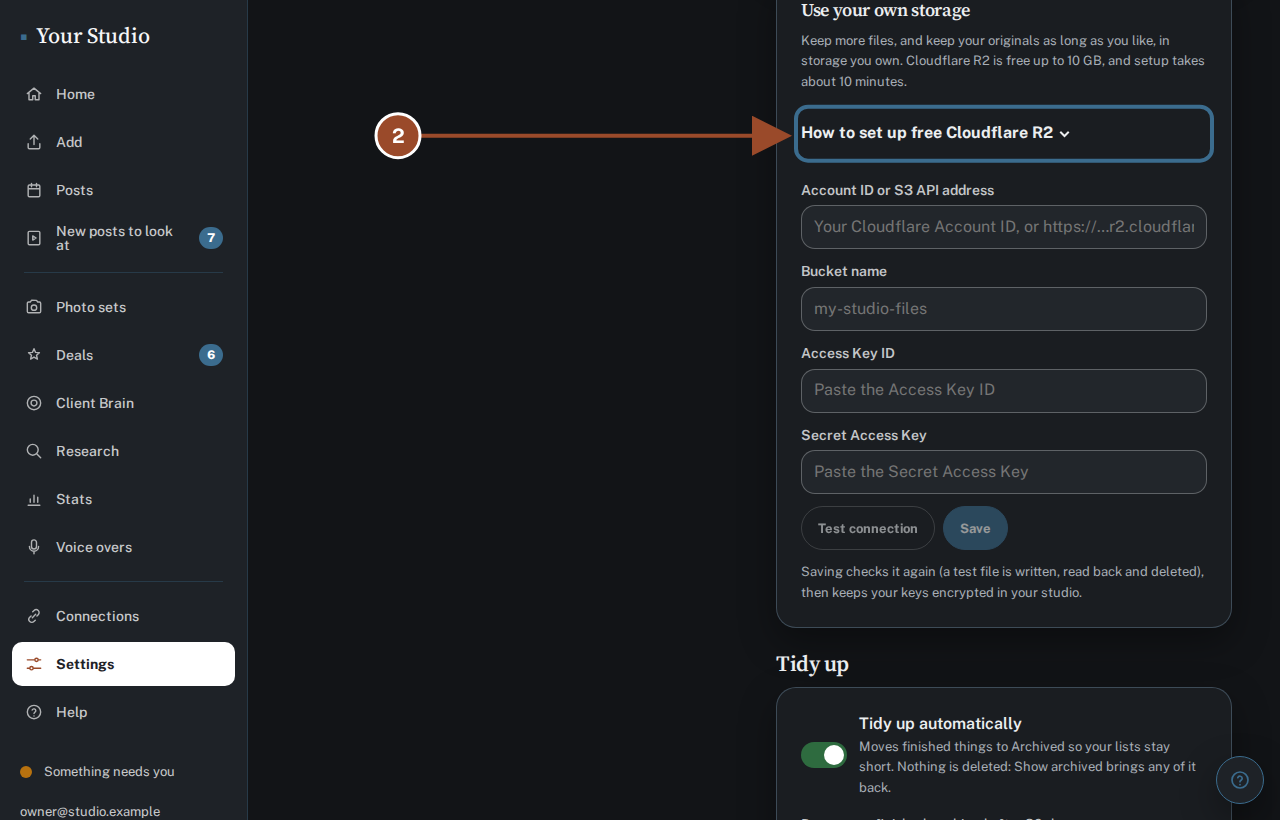 Your Studio
Home
Add
Posts
New posts to look
at
7
Photo sets
Deals
6
Client Brain
Research
Stats
Voice overs
Connections
Settings
Help
Something needs you
owner@studio.example
Use your own storage
Keep more files, and keep your originals as long as you like, in
storage you own. Cloudflare R2 is free up to 10 GB, and setup takes
about 10 minutes.
2
How to set up free Cloudflare R2
Account ID or S3 API address
Your Cloudflare Account ID, or https://...r2.cloudflar
Bucket name
my-studio-files
Access Key ID
Paste the Access Key ID
Secret Access Key
Paste the Secret Access Key
Test connection
Save
Saving checks it again (a test file is written, read back and deleted),
then keeps your keys encrypted in your studio.
Tidy up
Tidy up automatically
Moves finished things to Archived so your lists stay
short. Nothing is deleted: Show archived brings any of it
back.